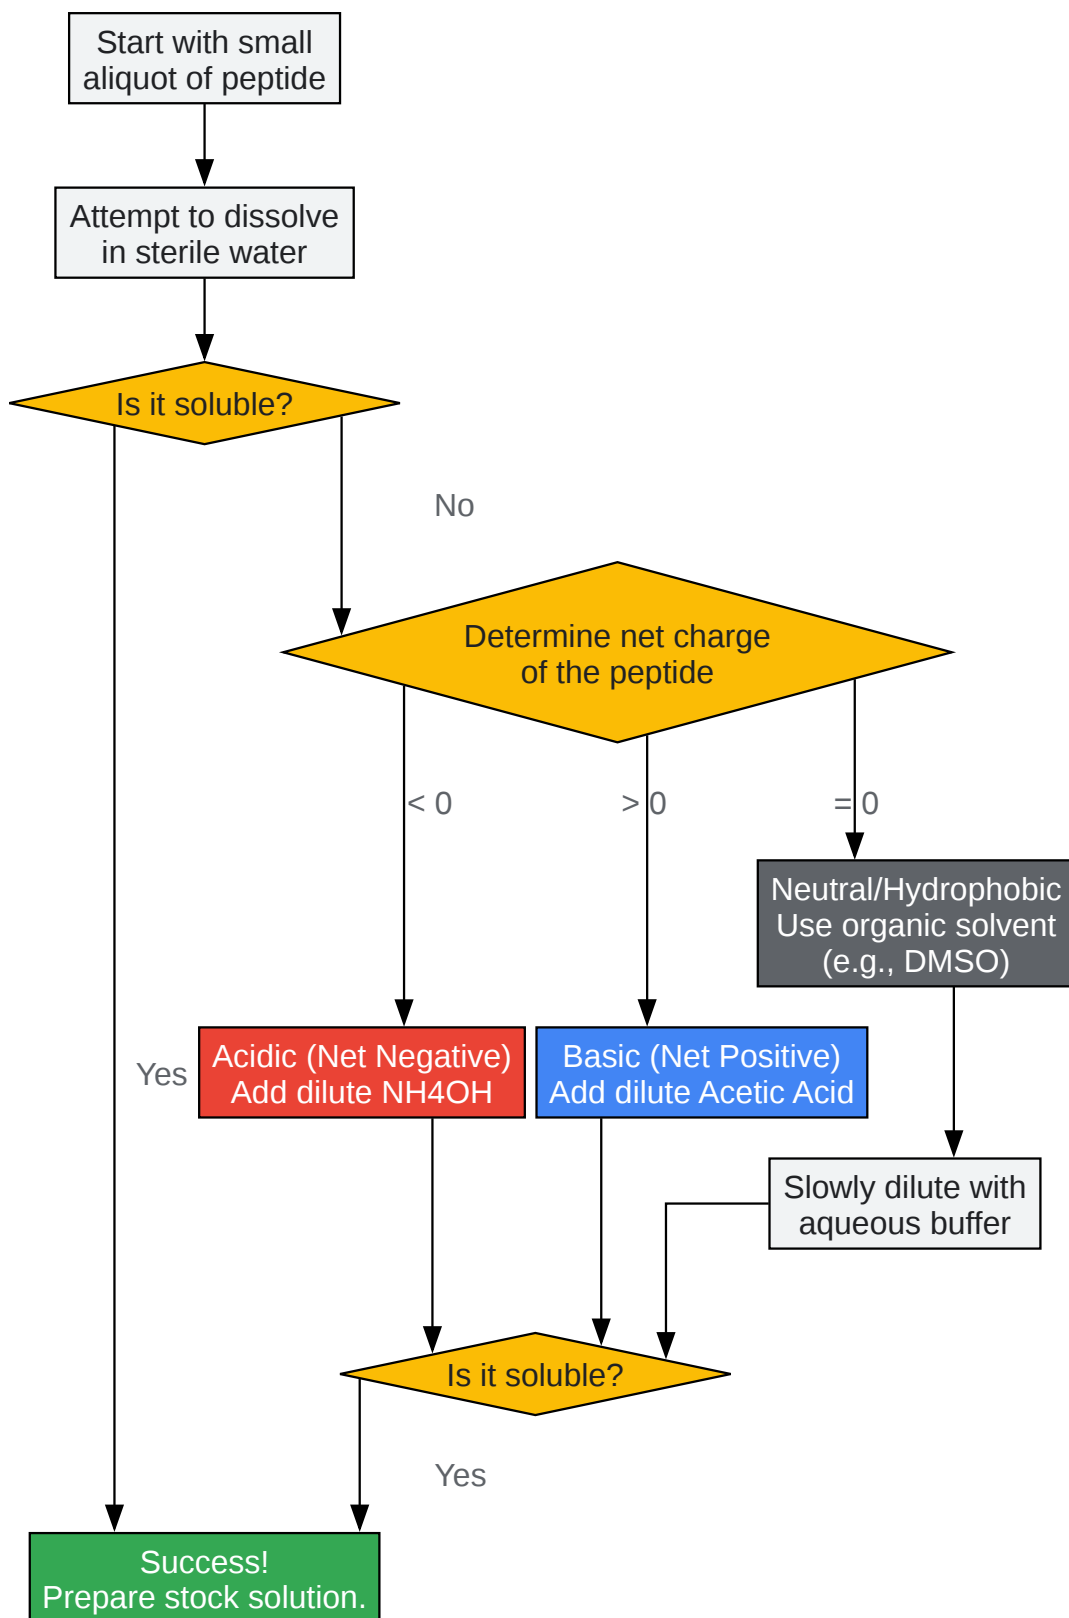 Start with small
aliquot of peptide
Attempt to dissolve
in sterile water
Is it soluble?
No
Determine net charge
of the peptide
< 0
> 0
= 0
Neutral/Hydrophobic
Use organic solvent
(e.g., DMSO)
Yes
Acidic (Net Negative)
Add dilute NH4OH
Basic (Net Positive)
Add dilute Acetic Acid
Slowly dilute with
aqueous buffer
Is it soluble?
Yes
Success!
Prepare stock solution.